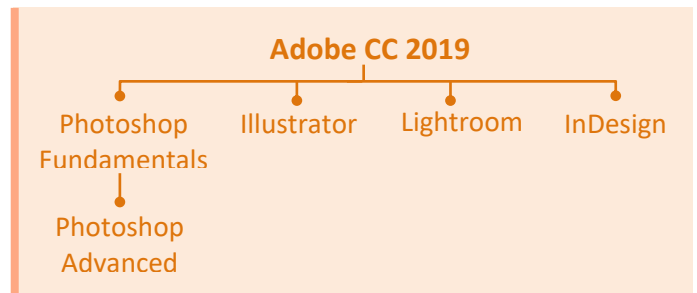 Adobe CC 2019
Photoshop
Fundamentals
Illustrator
Lightroom
InDesign
Photoshop
Advanced